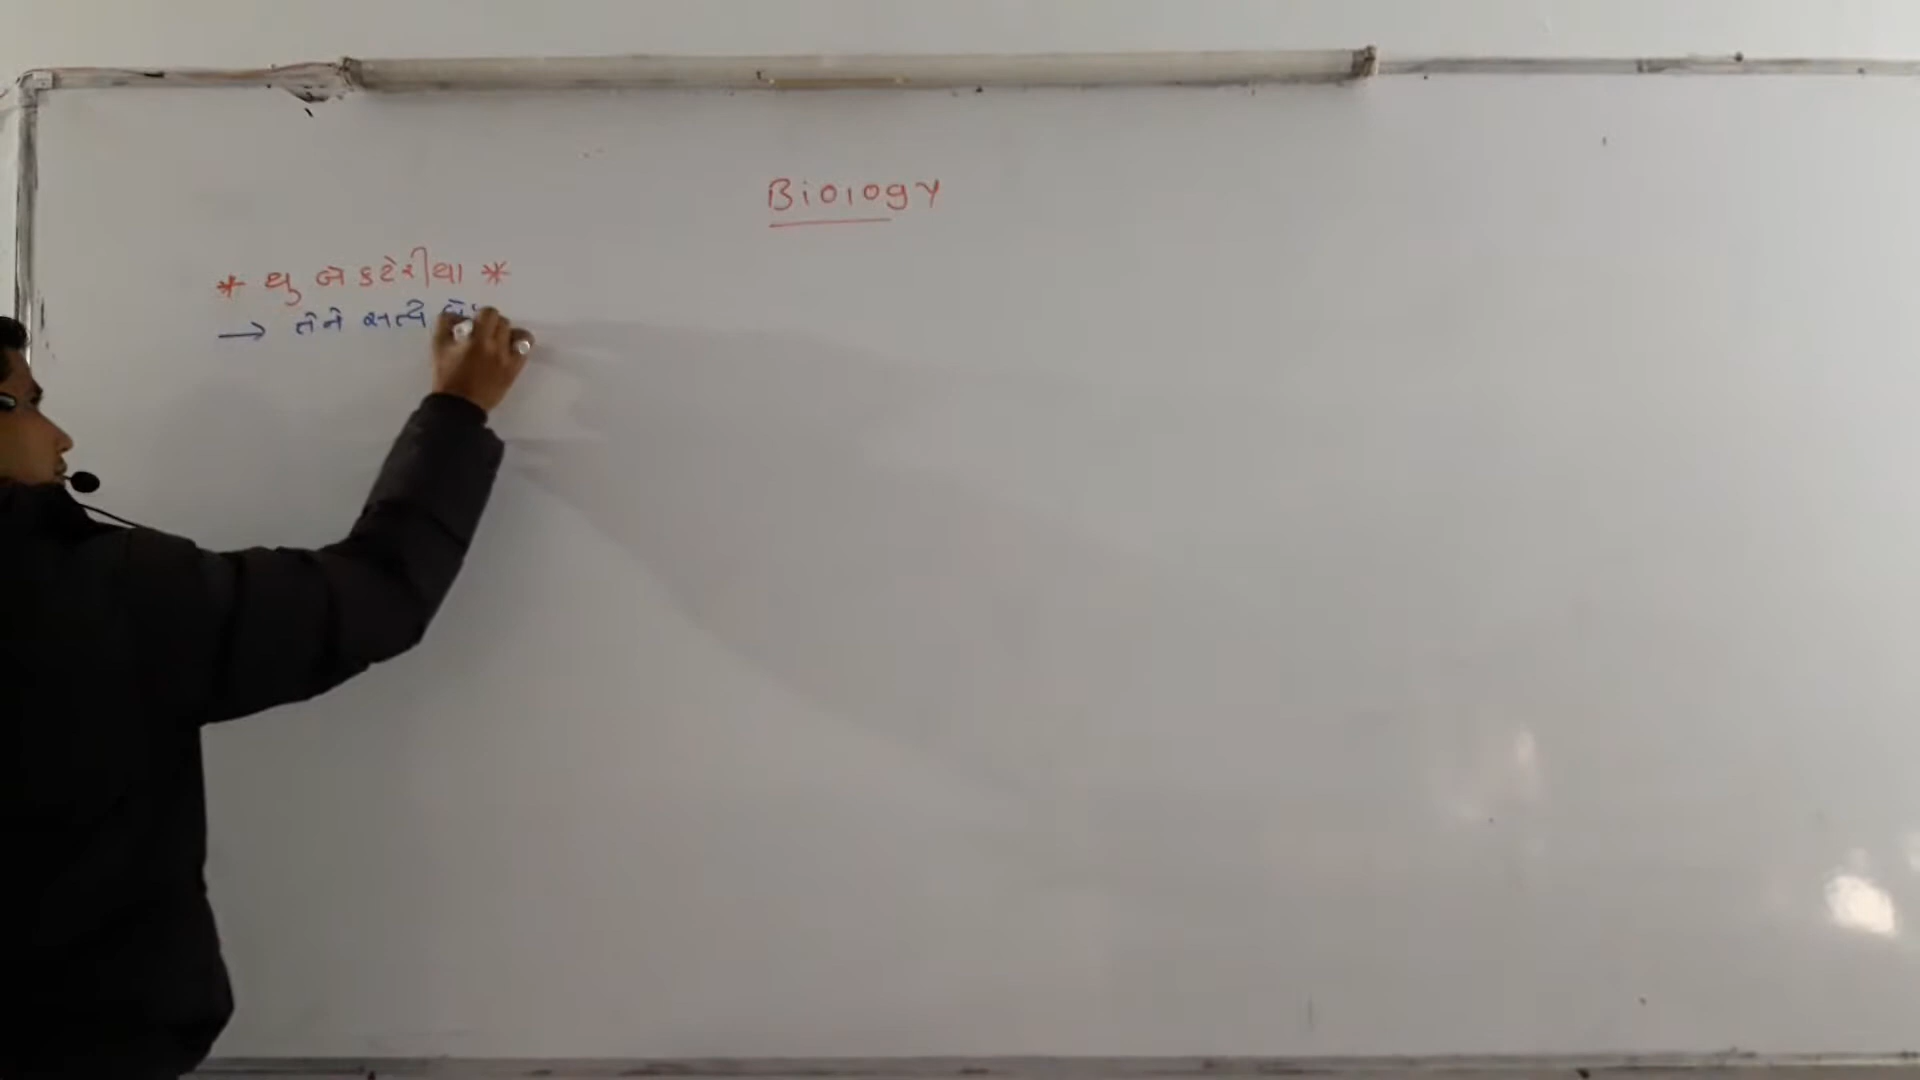 Biology
* યુ બેકટેરીયા *
→ તેને સત્ય